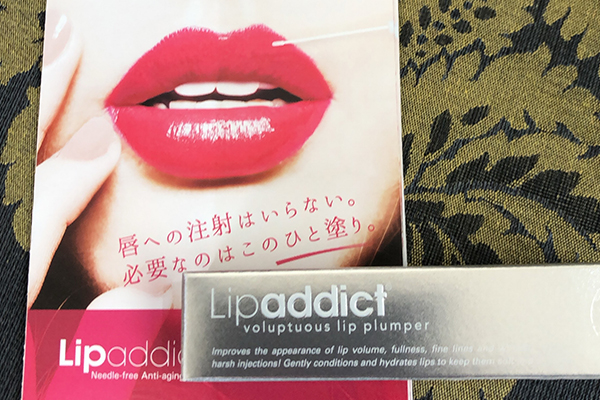 唇への注射はいらない。
必要なのはこのひと塗り。
Lipaddict
voluptuous lip plumper
Improves the appearance of lip volume, fullness, fine lines and
harsh injections! Gently conditions and hydrates lips to keep them
Lipaddic
Needle-free Anti-aging